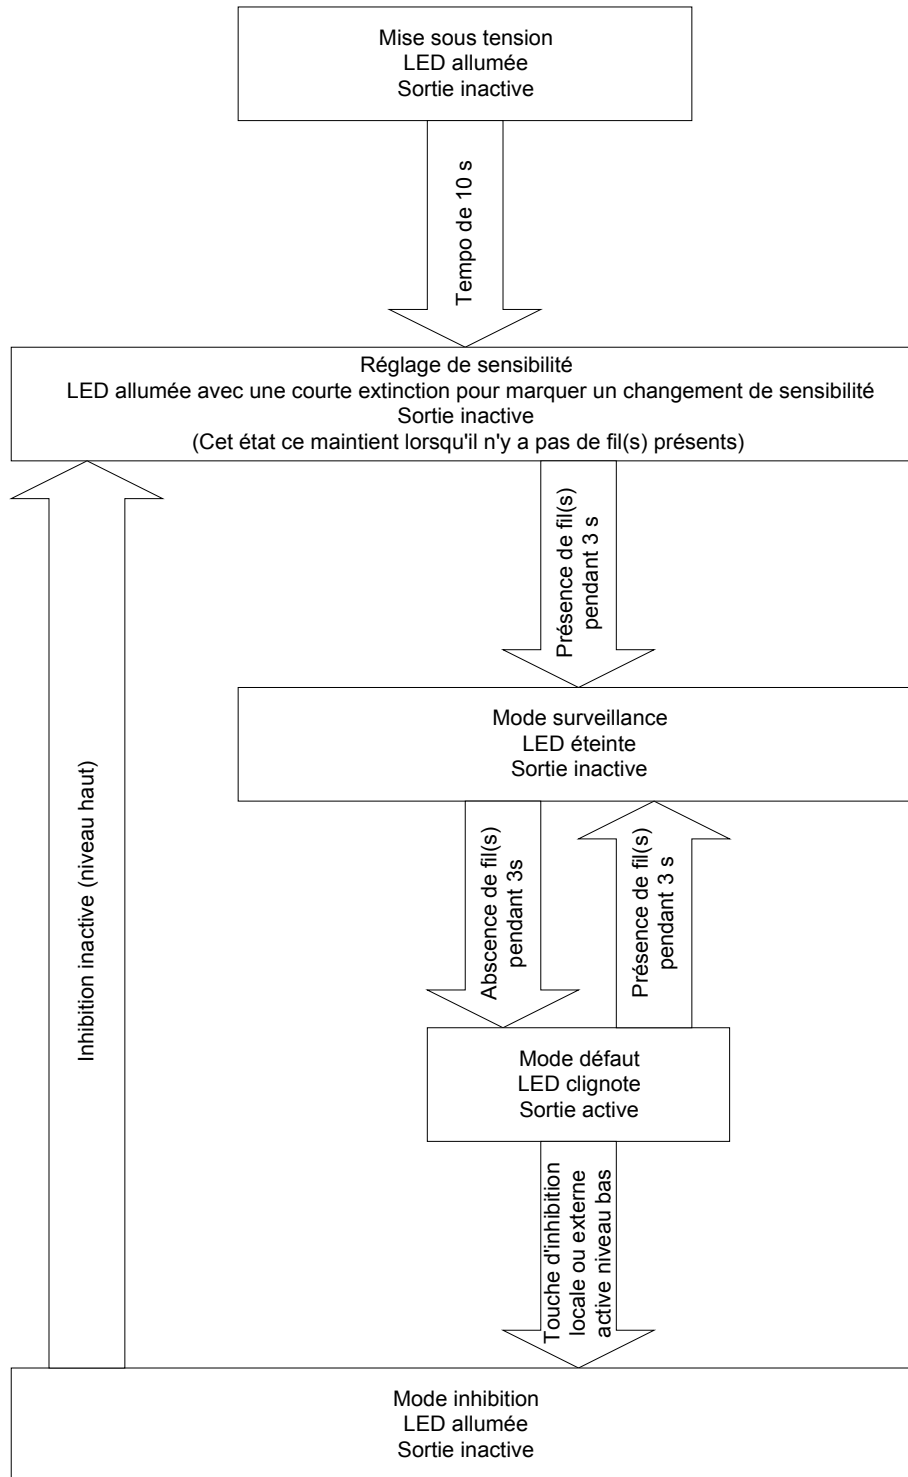 Mise sous tension
LED allumée
Sortie inactive
Tempo de 10 s
Réglage de sensibilité
LED allumée avec une courte extinction pour marquer un changement de sensibilité
Sortie inactive
(Cet état ce maintient lorsqu'il n'y a pas de fil(s) présents)
Présence de fil(s)
pendant 3 s
Mode surveillance
LED éteinte
Sortie inactive
Inhibition inactive (niveau haut)
Abscence de fil(s)
pendant 3s
Présence de fil(s)
pendant 3 s
Mode défaut
LED clignote
Sortie active
Touche d'inhibition
locale ou externe
active niveau bas
Mode inhibition
LED allumée
Sortie inactive